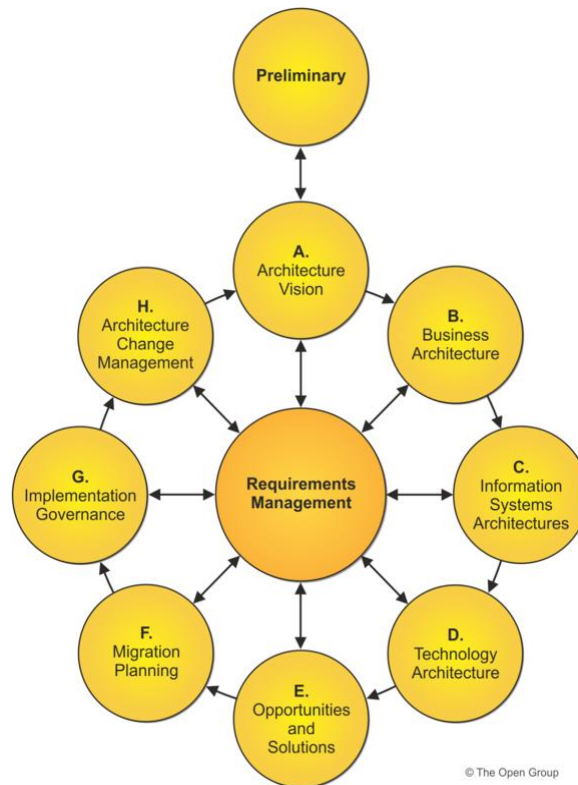 Preliminary
A.
Architecture
Vision
B.
Business
Architecture
C.
Information
Systems
Architectures
D.
Technology
Architecture
E.
Opportunities
and
Solutions
F.
Migration
Planning
G.
Implementation
Governance
H.
Architecture
Change
Management
Requirements
Management
© The Open Group